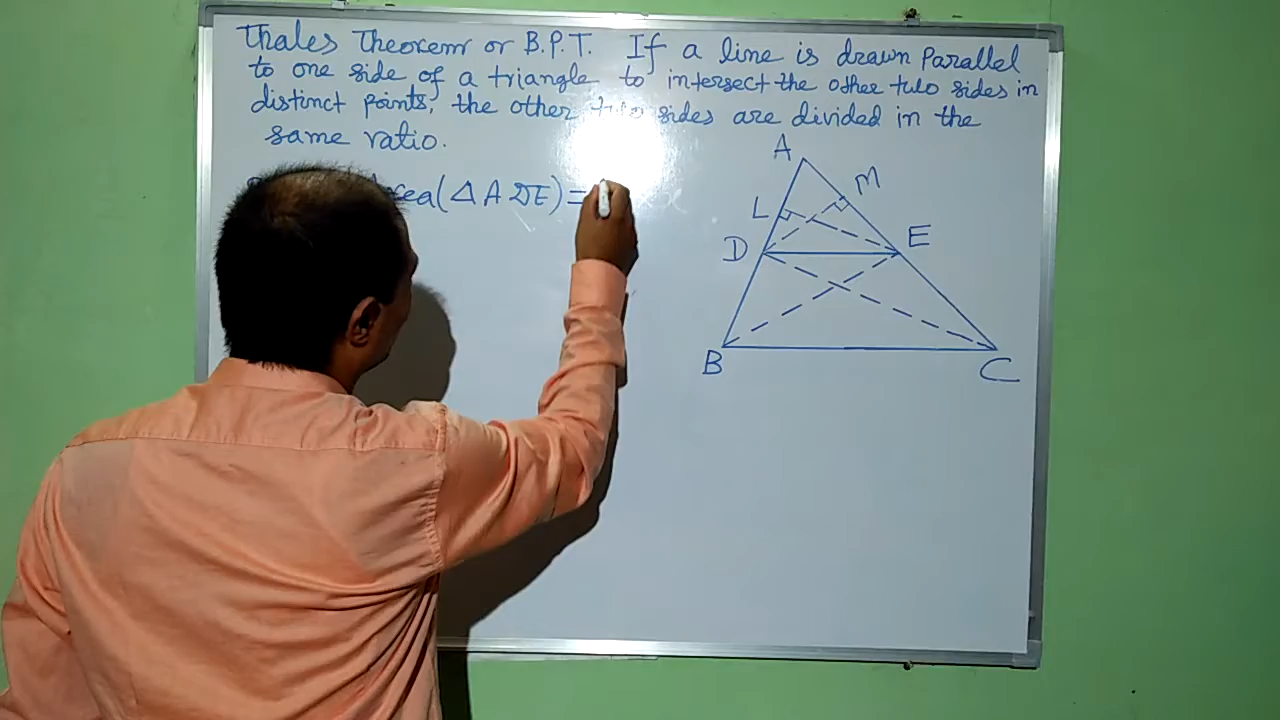 Thales Theorem or B.P.T. If a line is drawn Parallel
to one side of a triangle to intersect the other two sides in
distinct points, the other two sides are divided in the
same ratio.
Area(Δ ADE) =
A
M
L
D
E
B
C